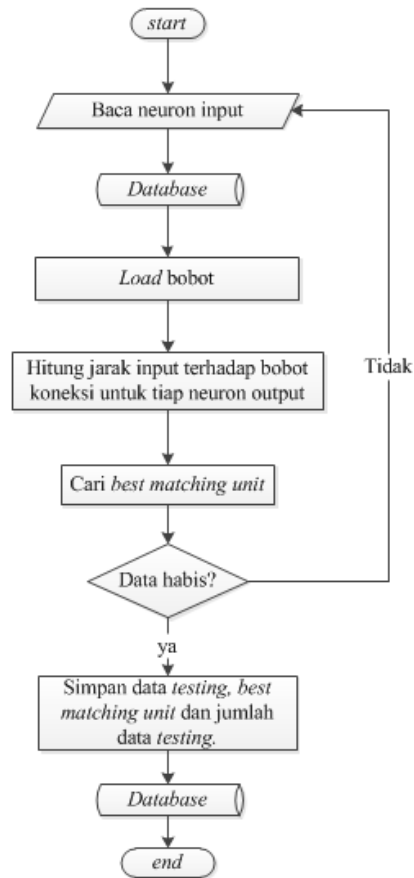 start
Baca neuron input
Database
Load bobot
Hitung jarak input terhadap bobot
koneksi untuk tiap neuron output
Tidak
Cari best matching unit
Data habis?
ya
Simpan data testing, best
matching unit dan jumlah
data testing.
Database
end